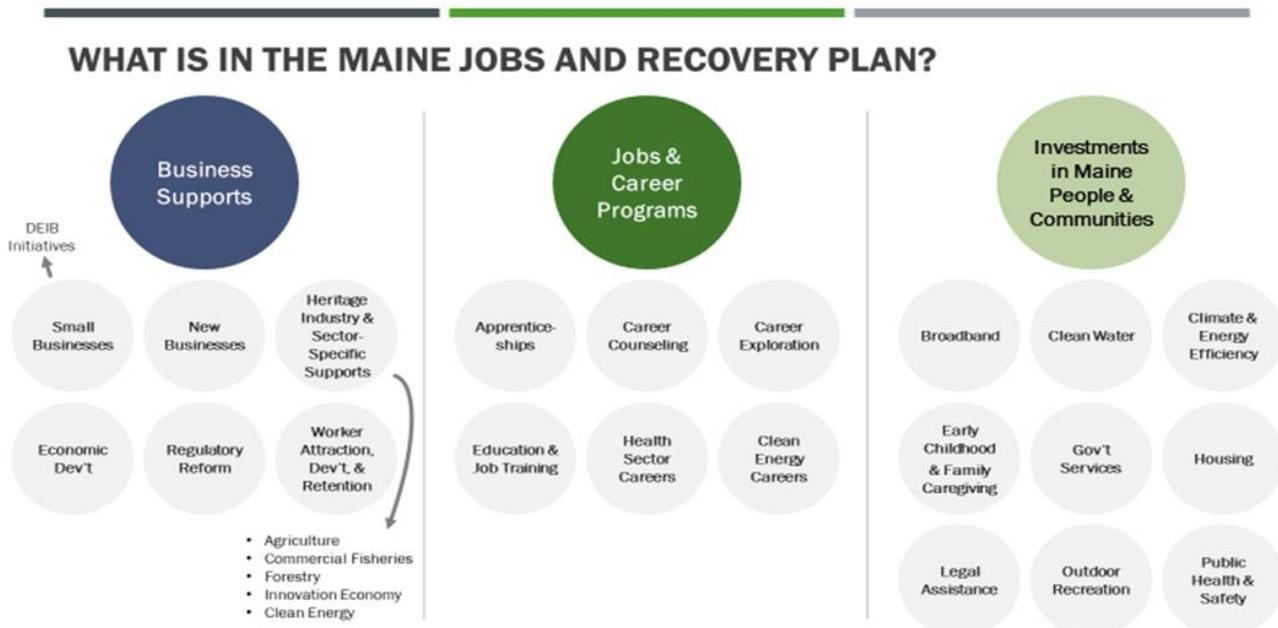 WHAT IS IN THE MAINE JOBS AND RECOVERY PLAN?
Business
Supports
DEIB
Initiatives
Small
Businesses
New
Businesses
Heritage
Industry &
Sector-
Specific
Supports
Economic
Dev't
Regulatory
Reform
Worker
Attraction,
Dev't, &
Retention
• Agriculture
• Commercial Fisheries
• Forestry
• Innovation Economy
• Clean Energy
Jobs &
Career
Programs
Apprentice-
ships
Career
Counseling
Career
Exploration
Education &
Job Training
Health
Sector
Careers
Clean
Energy
Careers
Investments
in Maine
People &
Communities
Broadband
Clean Water
Climate &
Energy
Efficiency
Early
Childhood
& Family
Caregiving
Gov't
Services
Housing
Legal
Assistance
Outdoor
Recreation
Public
Health &
Safety